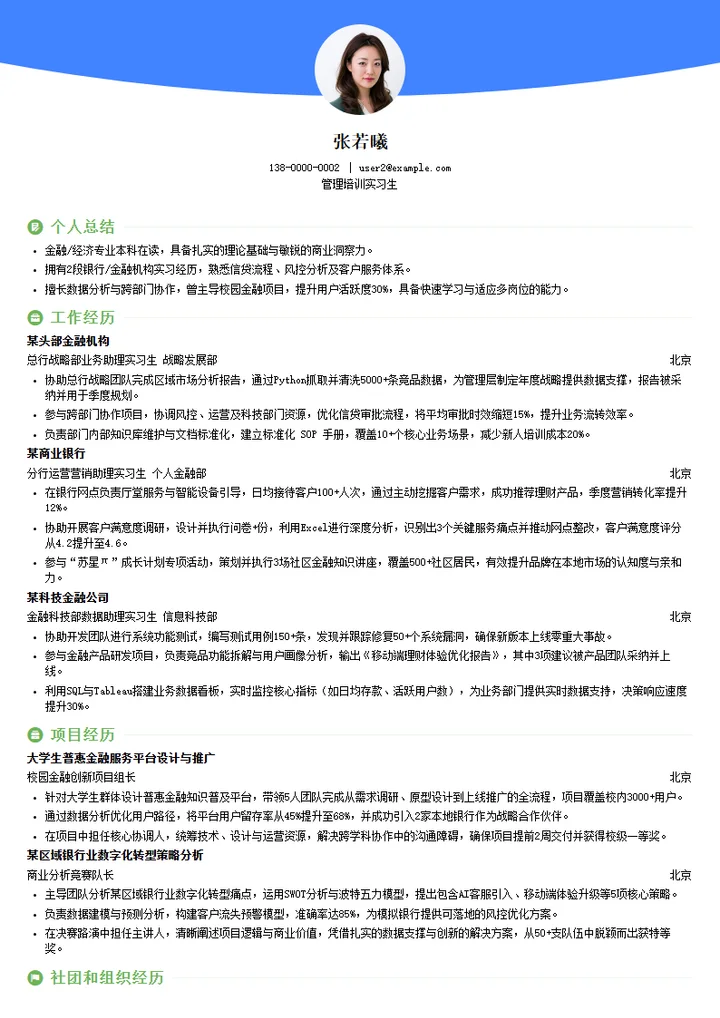 张若曦
138-0000-0002 | user2@example.com
管理培训实习生
个人总结
• 金融/经济专业本科在读，具备扎实的理论基础与敏锐的商业洞察力。
• 拥有2段银行/金融机构实习经历，熟悉信贷流程、风控分析及客户服务体系。
• 擅长数据分析与跨部门协作，曾主导校园金融项目，提升用户活跃度30%，具备快速学习与适应多岗位的能力。
工作经历
某头部金融机构
总行战略部业务助理实习生 战略发展部 北京
• 协助总行战略团队完成区域市场分析报告，通过Python抓取并清洗5000+条竞品数据，为管理层制定年度战略提供数据支撑，报告被采
纳并用于季度规划。
• 参与跨部门协作项目，协调风控、运营及科技部门资源，优化信贷审批流程，将平均审批时效缩短15%，提升业务流转效率。
• 负责部门内部知识库维护与文档标准化，建立标准化 SOP 手册，覆盖10+个核心业务场景，减少新人培训成本20%。
某商业银行
分行运营营销助理实习生 个人金融部 北京
• 在银行网点负责厅堂服务与智能设备引导，日均接待客户100+人次，通过主动挖掘客户需求，成功推荐理财产品，季度营销转化率提升
12%。
• 协助开展客户满意度调研，设计并执行问卷+份，利用Excel进行深度分析，识别出3个关键服务痛点并推动网点整改，客户满意度评分
从4.2提升至4.6。
• 参与“苏星π”成长计划专项活动，策划并执行3场社区金融知识讲座，覆盖500+社区居民，有效提升品牌在本地市场的认知度与亲和
力。
某科技金融公司
金融科技部数据助理实习生 信息科技部 北京
• 协助开发团队进行系统功能测试，编写测试用例150+条，发现并跟踪修复50+个系统漏洞，确保新版本上线零重大事故。
• 参与金融产品研发项目，负责竞品功能拆解与用户画像分析，输出《移动端理财体验优化报告》，其中3项建议被产品团队采纳并上
线。
• 利用SQL与Tableau搭建业务数据看板，实时监控核心指标（如日均存款、活跃用户数），为业务部门提供实时数据支持，决策响应速度
提升30%。
项目经历
大学生普惠金融服务平台设计与推广
校园金融创新项目组长 北京
• 针对大学生群体设计普惠金融知识普及平台，带领5人团队完成从需求调研、原型设计到上线推广的全流程，项目覆盖校内3000+用户。
• 通过数据分析优化用户路径，将平台用户留存率从45%提升至68%，并成功引入2家本地银行作为战略合作伙伴。
• 在项目中担任核心协调人，统筹技术、设计与运营资源，解决跨学科协作中的沟通障碍，确保项目提前2周交付并获得校级一等奖。
某区域银行业数字化转型策略分析
商业分析竞赛队长 北京
• 主导团队分析某区域银行业数字化转型痛点，运用SWOT分析与波特五力模型，提出包含AI客服引入、移动端体验升级等5项核心策略。
• 负责数据建模与预测分析，构建客户流失预警模型，准确率达85%，为模拟银行提供可落地的风控优化方案。
• 在决赛路演中担任主讲人，清晰阐述项目逻辑与商业价值，凭借扎实的数据支撑与创新的解决方案，从50+支队伍中脱颖而出获特等
奖。
社团和组织经历